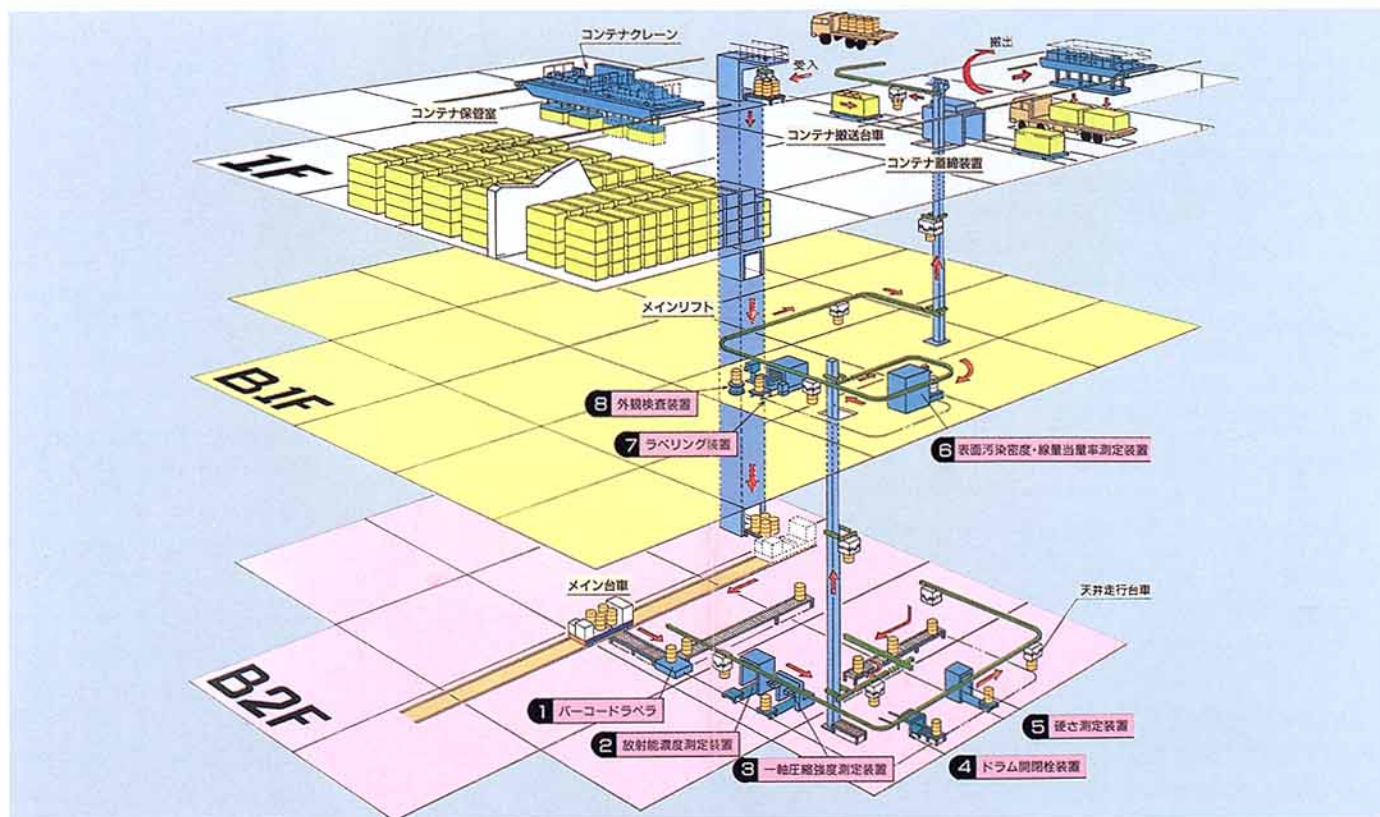 コンテナクレーン
搬出
受入
コンテナ保管室
コンテナ搬送台車
コンテナ蓋締装置
1F
メインリフト
B1F
8 外観検査装置
7 ラベリング装置
6 表面汚染密度・線量当量率測定装置
メイン台車
天井走行台車
B2F
1 バーコードラベラ
2 放射能濃度測定装置
3 一軸圧縮強度測定装置
4 ドラム開閉栓装置
5 硬さ測定装置